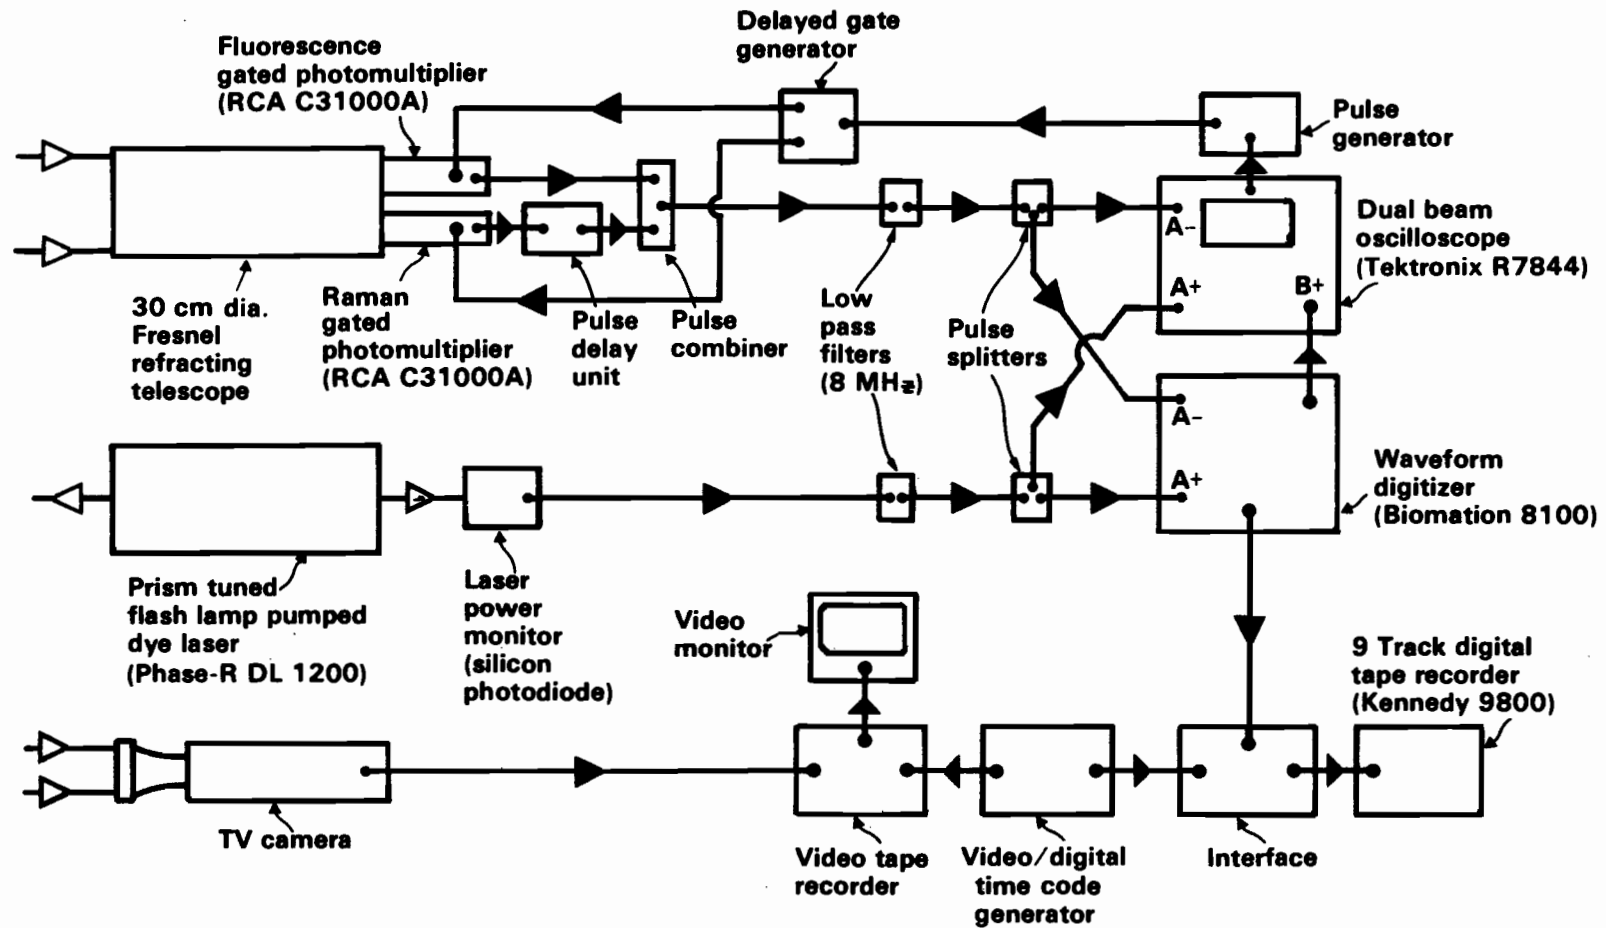 Delayed gate
generator
Fluorescence
gated photomultiplier
(RCA C31000A)
Pulse
generator
Dual beam
oscilloscope
(Tektronix R7844)
A-
A+
B+
30 cm dia.
Fresnel
refracting
telescope
Raman
gated
photomultiplier
(RCA C31000A)
Pulse
delay
unit
Pulse
combiner
Low
pass
filters
(8 MHz)
Pulse
splitters
A-
A+
Waveform
digitizer
(Biomation 8100)
Prism tuned
flash lamp pumped
dye laser
(Phase-R DL 1200)
Laser
power
monitor
(silicon
photodiode)
Video
monitor
9 Track digital
tape recorder
(Kennedy 9800)
TV camera
Video tape
recorder
Video/digital
time code
generator
Interface